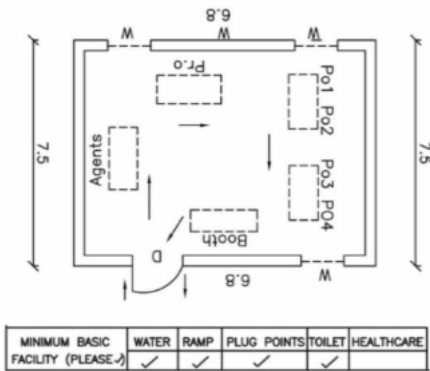 6.8
W W W
Pr.o
Po1
Po2
7.5
7.5
Agents
Po3
PO4
Booth
D
6.8
W
MINIMUM BASIC FACILITY (PLEASE✓) WATER RAMP PLUG POINTS TOILET HEALTHCARE
✓ ✓ ✓ ✓